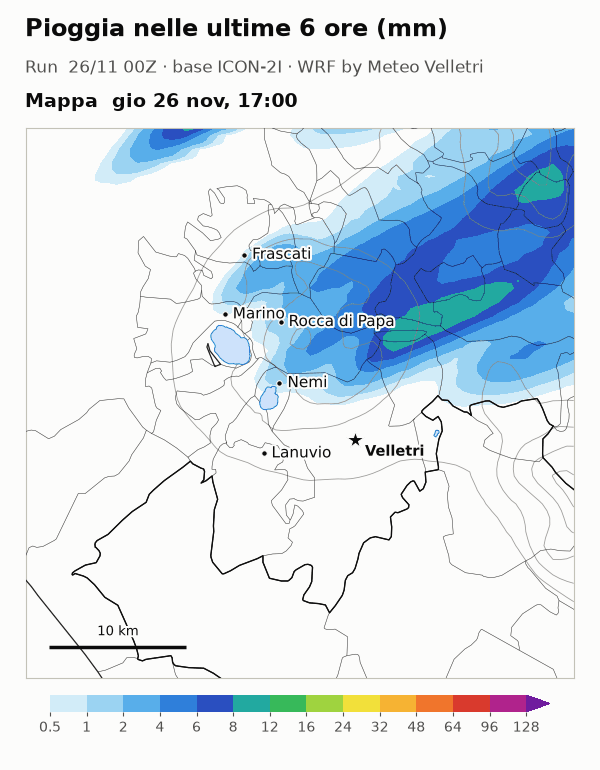 Pioggia nelle ultime 6 ore (mm)
Run  26/11 00Z · base ICON-2I · WRF by Meteo Velletri
Mappa  gio 26 nov, 17:00
Frascati
Marino
Rocca di Papa
Nemi
Velletri
Lanuvio
10 km
0.5 1 2 4 6 8 12 16 24 32 48 64 96 128